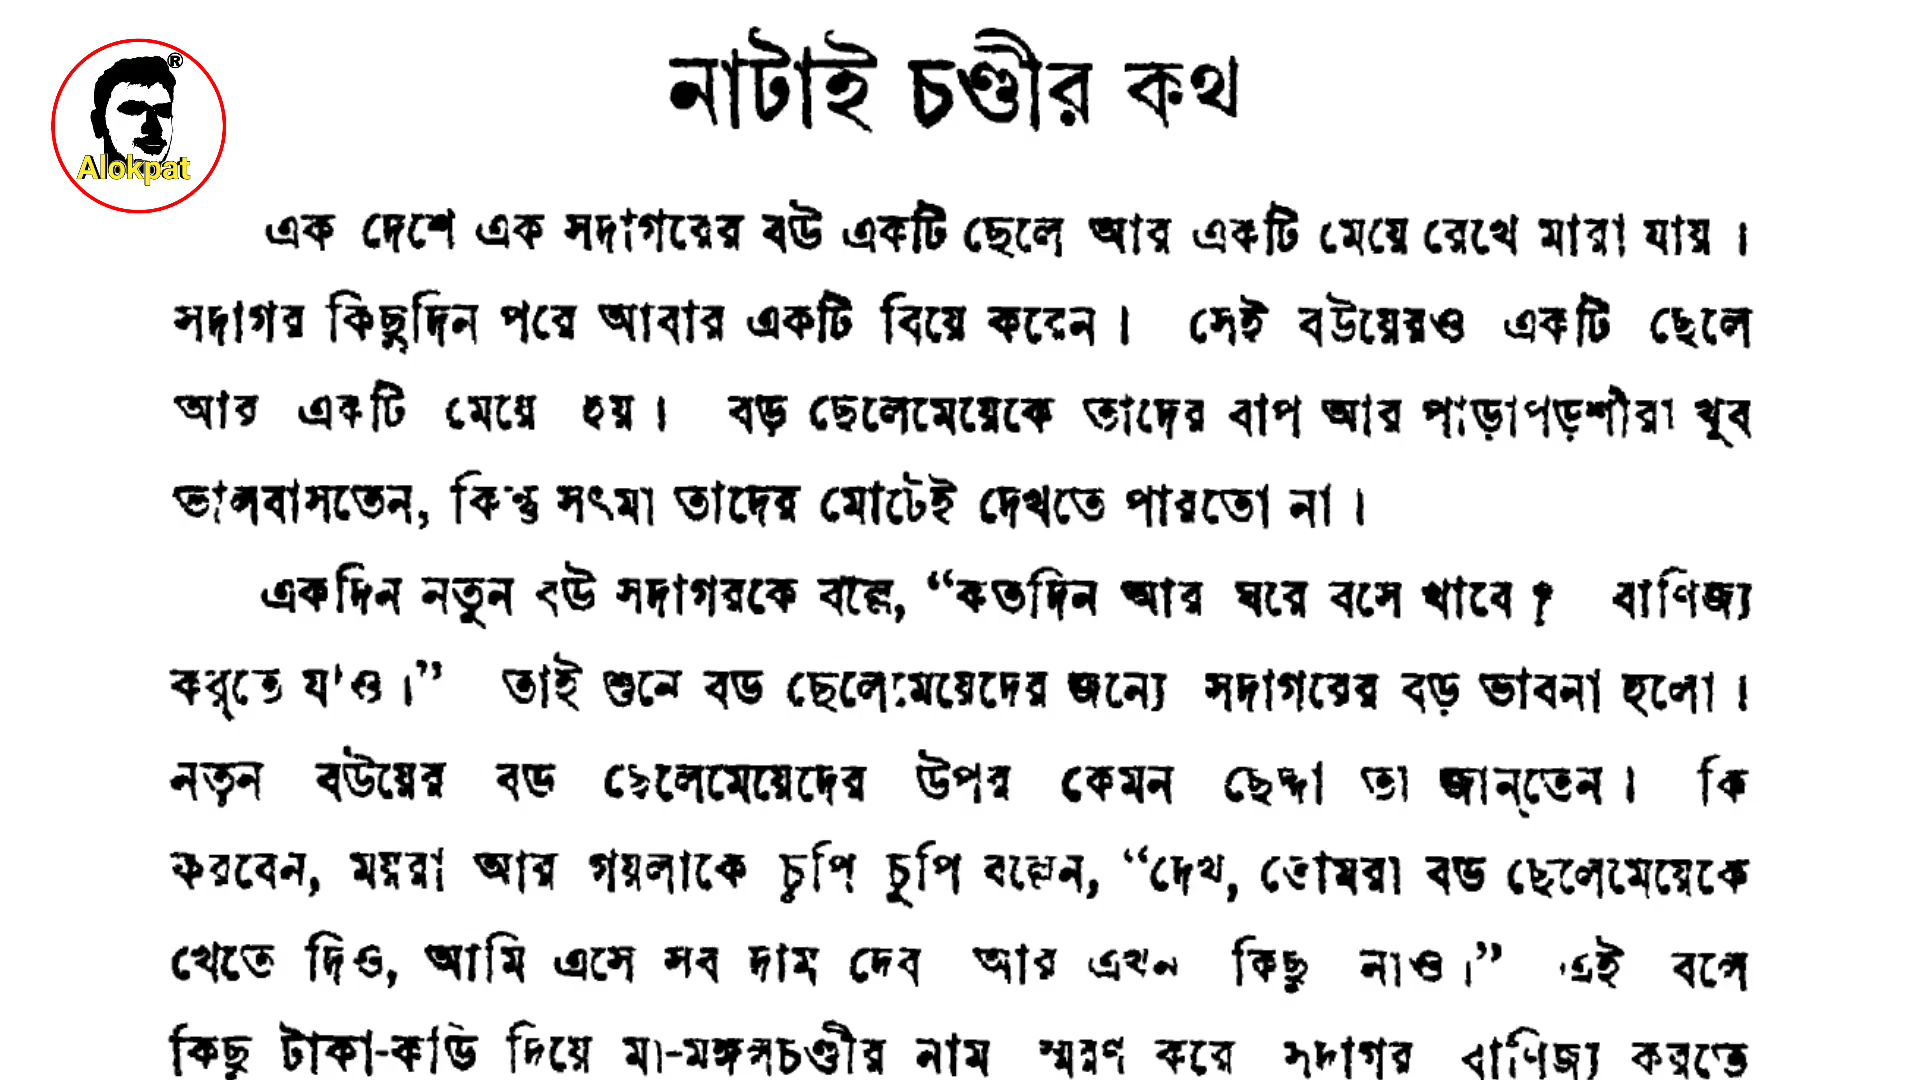 ®
Alokpat
নাটাই চণ্ডীর কথ
এক দেশে এক সদাগরের বউ একটি ছেলে আর একটি মেয়ে রেখে মারা যায়।
সদাগর কিছুদিন পরে আবার একটি বিয়ে করেন। সেই বউয়েরও একটি ছেলে
আর একটি মেয়ে হয়। বড় ছেলেমেয়েকে তাদের বাপ আর পাড়াপড়শীরা খুব
ভালবাসতেন, কিন্তু সৎমা তাদের মোটেই দেখতে পারতো না।
একদিন নতুন বউ সদাগরকে বল্লে, “কতদিন আর ঘরে বসে খাবে? বাণিজ্য
করতে যাও।” তাই শুনে বড ছেলেমেয়েদের জন্যে সদাগরের বড় ভাবনা হলো।
নতুন বউয়ের বড ছেলেমেয়েদের উপর কেমন ছেদ্দা তা জান্‌তেন। কি
করবেন, ময়রা আর গয়লাকে চুপি চুপি বল্লেন, “দেখ, তোমরা বড ছেলেমেয়েকে
খেতে দিও, আমি এসে সব দাম দেব আর এখন কিছু নাও।” এই বলে
কিছু টাকা-কডি দিয়ে মা-মঙ্গলচণ্ডীর নাম স্মরণ করে সদাগর বাণিজ্য করতে